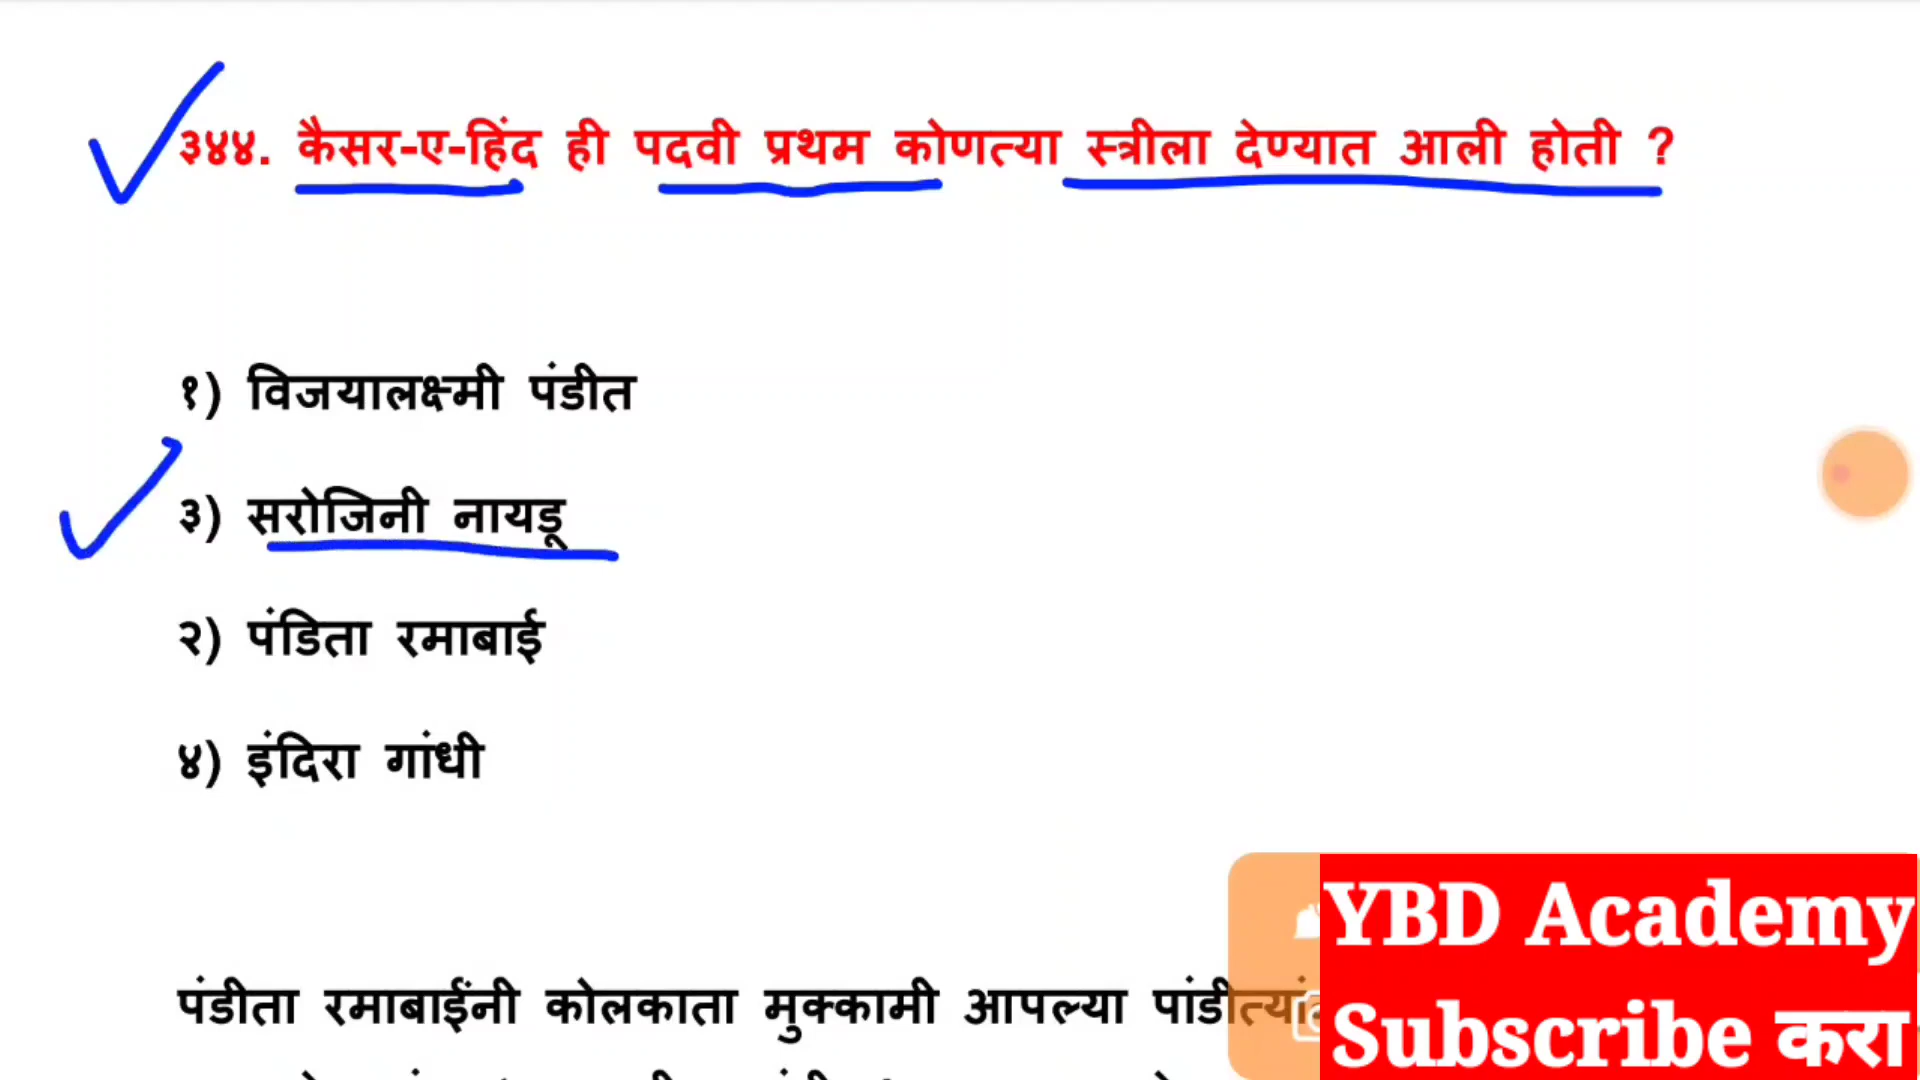 ३४४. कैसर-ए-हिंद ही पदवी प्रथम कोणत्या स्त्रीला देण्यात आली होती ?
१) विजयालक्ष्मी पंडीत
३) सरोजिनी नायडू
२) पंडिता रमाबाई
४) इंदिरा गांधी
पंडीता रमाबाईंनी कोलकाता मुक्कामी आपल्या
YBD Academy
Subscribe करा